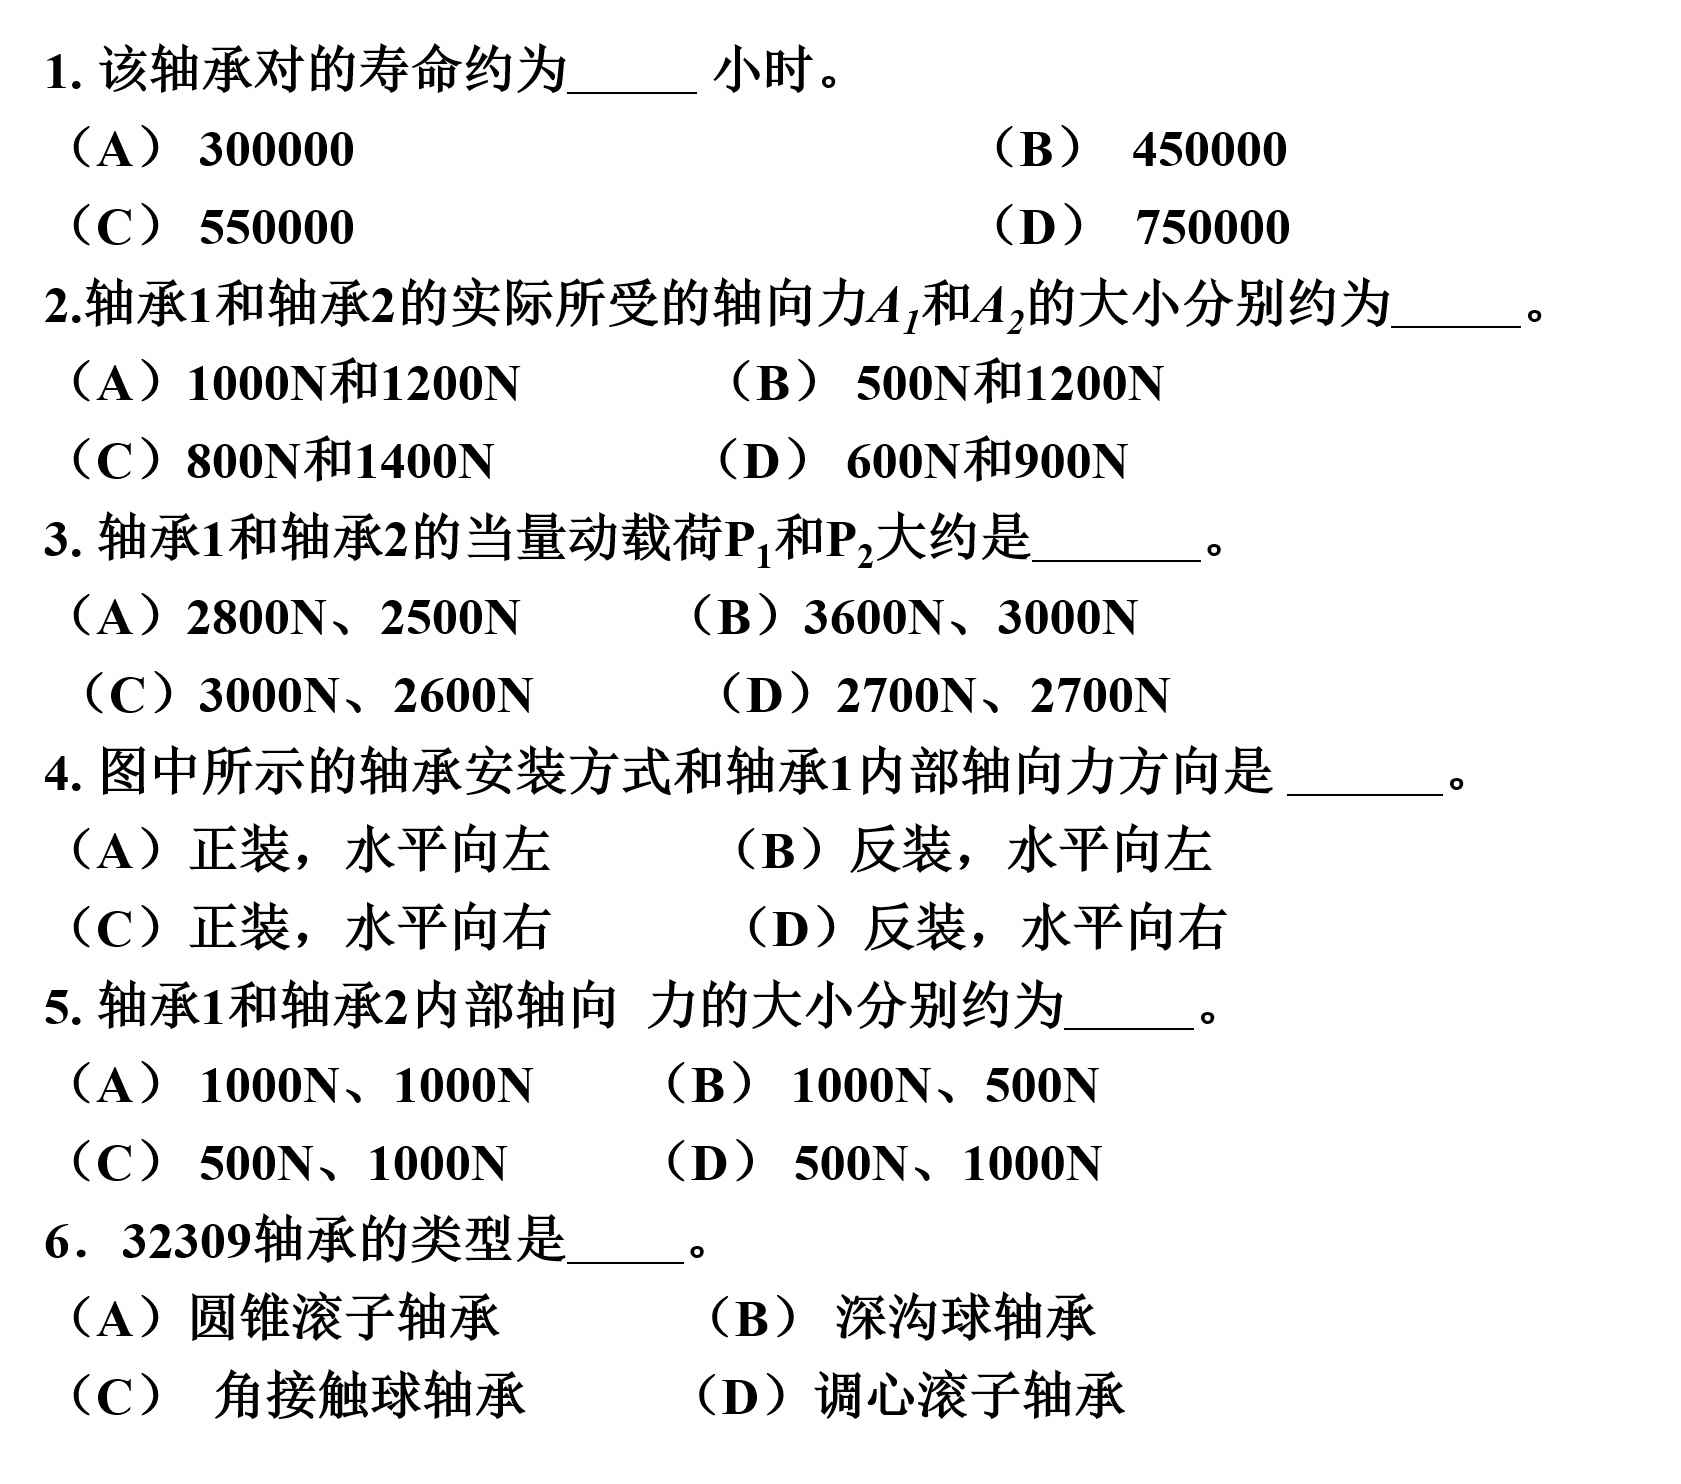 1. 该轴承对的寿命约为_____ 小时。
（A） 300000 （B） 450000
（C） 550000 （D） 750000
2.轴承1和轴承2的实际所受的轴向力A1和A2的大小分别约为_____。
（A）1000N和1200N （B） 500N和1200N
（C）800N和1400N （D） 600N和900N
3. 轴承1和轴承2的当量动载荷P1和P2大约是______。
（A）2800N、2500N （B）3600N、3000N
（C）3000N、2600N （D）2700N、2700N
4. 图中所示的轴承安装方式和轴承1内部轴向力方向是 ______。
（A）正装，水平向左 （B）反装，水平向左
（C）正装，水平向右 （D）反装，水平向右
5. 轴承1和轴承2内部轴向 力的大小分别约为_____。
（A） 1000N、1000N （B） 1000N、500N
（C） 500N、1000N （D） 500N、1000N
6．32309轴承的类型是____。
（A）圆锥滚子轴承 （B） 深沟球轴承
（C） 角接触球轴承 （D）调心滚子轴承